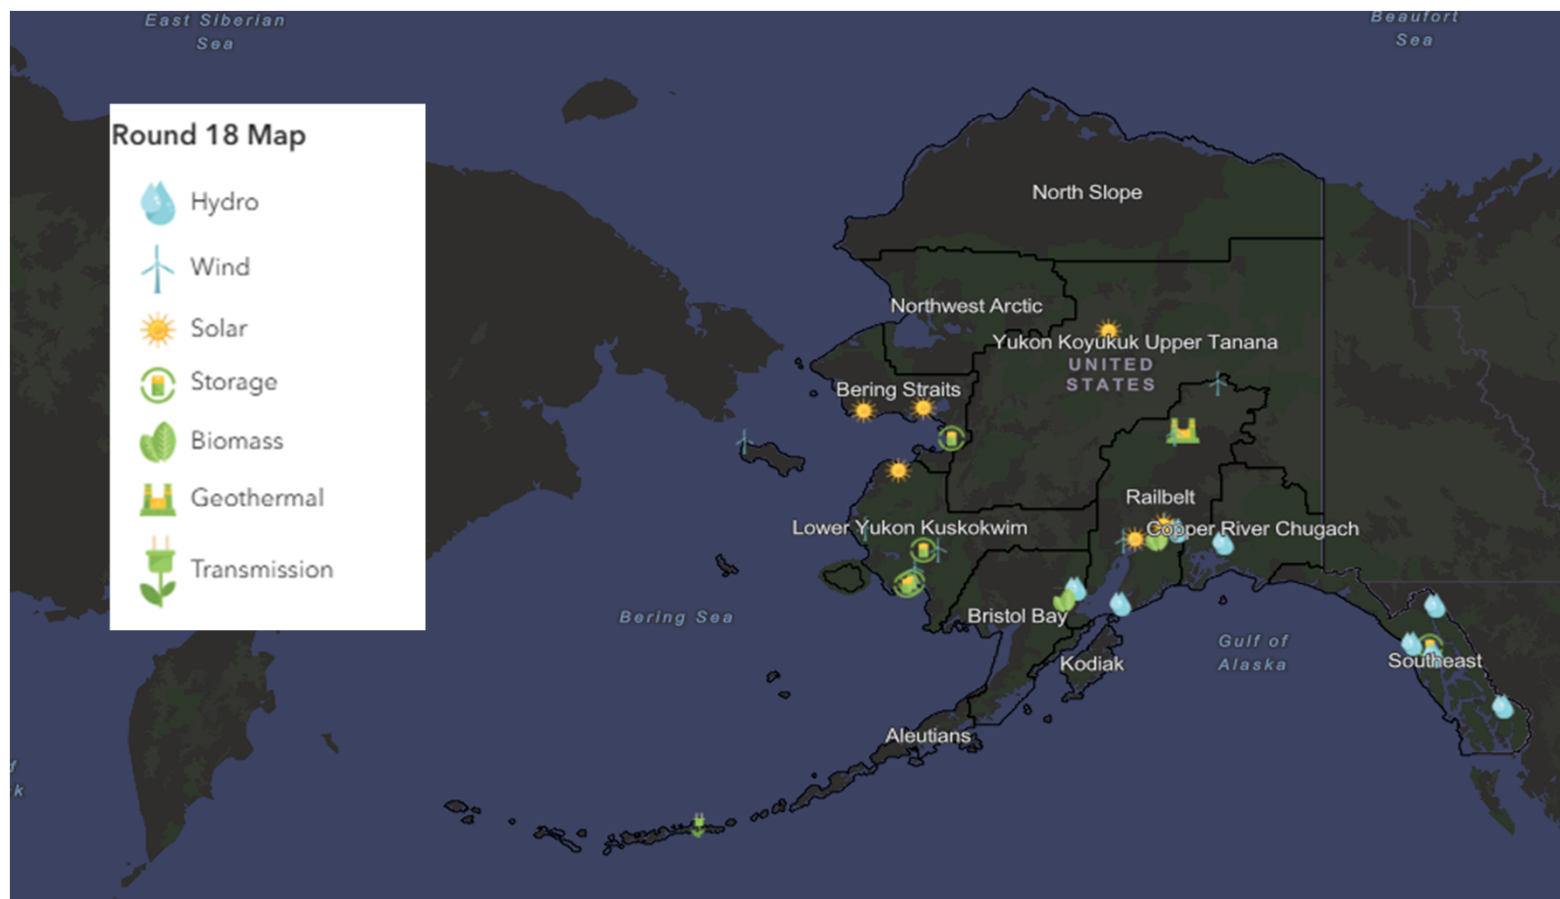 East Siberian
Sea
Beaufort
Sea
Round 18 Map
Hydro
Wind
Solar
Storage
Biomass
Geothermal
Transmission
North Slope
Northwest Arctic
Yukon Koyukuk Upper Tanana
UNITED
STATES
Bering Straits
Railbelt
Lower Yukon Kuskokwim
Copper River Chugach
Bering Sea
Bristol Bay
Gulf of
Alaska
Kodiak
Southeast
Aleutians
k